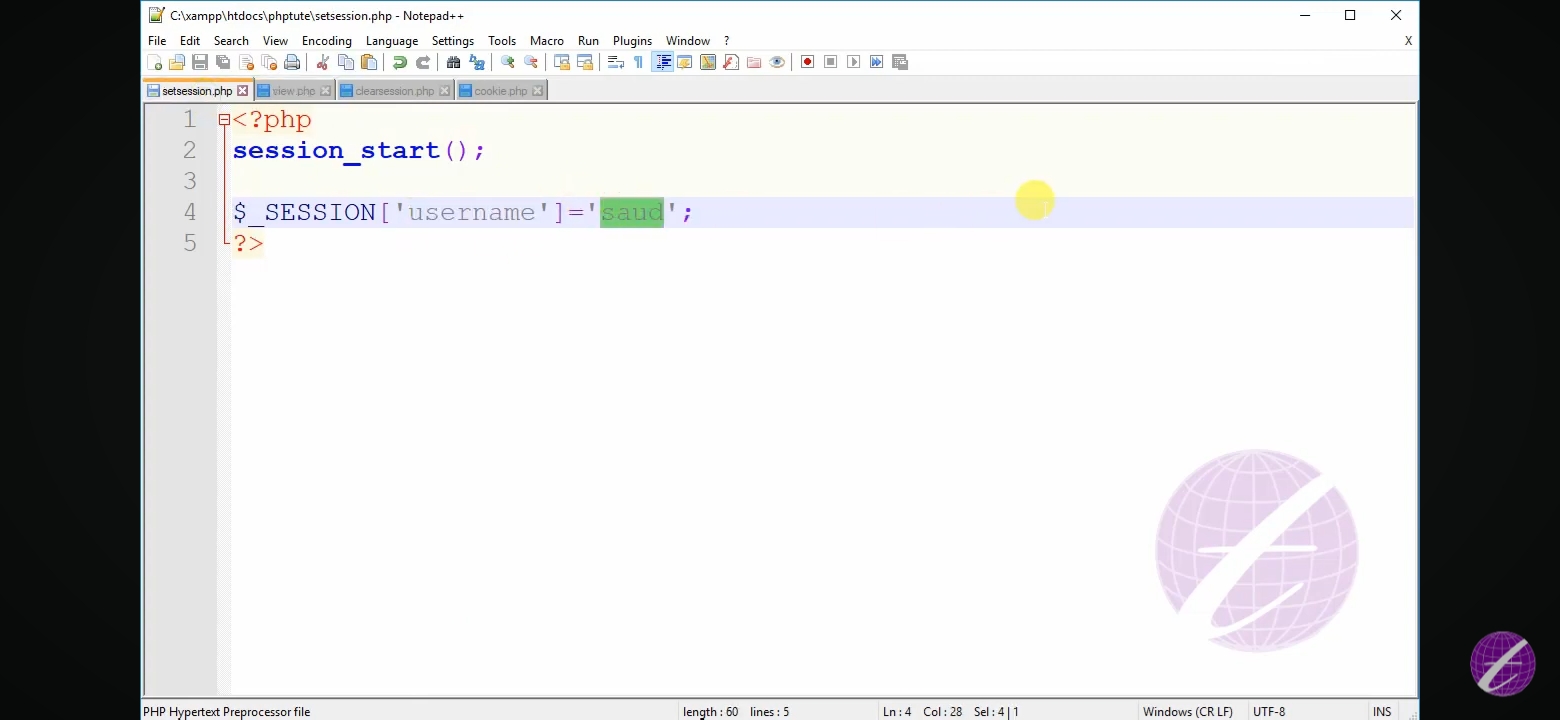 C:\xampp\htdocs\phptute\setsession.php - Notepad++
File Edit Search View Encoding Language Settings Tools Macro Run Plugins Window ? X
setsession.php view.php clearsession.php cookie.php
1 <?php
2 session_start();
3
4 $_SESSION['username']='saud';
5 ?>
PHP Hypertext Preprocessor file length : 60 lines : 5 Ln : 4 Col : 28 Sel : 4 | 1 Windows (CR LF) UTF-8 INS